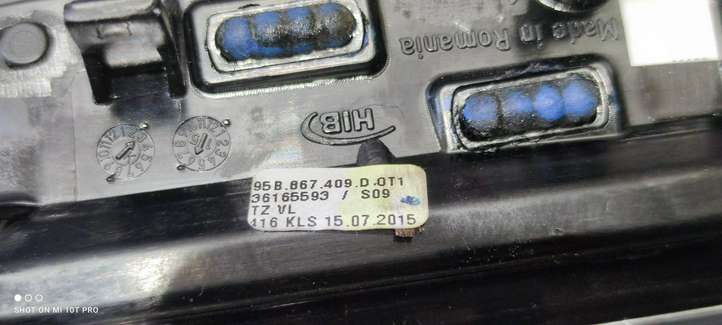 Made in Romania
HIB
95B.867.409.D.OT1
36165593 / S09
TZ VL
416 KLS 15.07.2015
SHOT ON MI 10T PRO